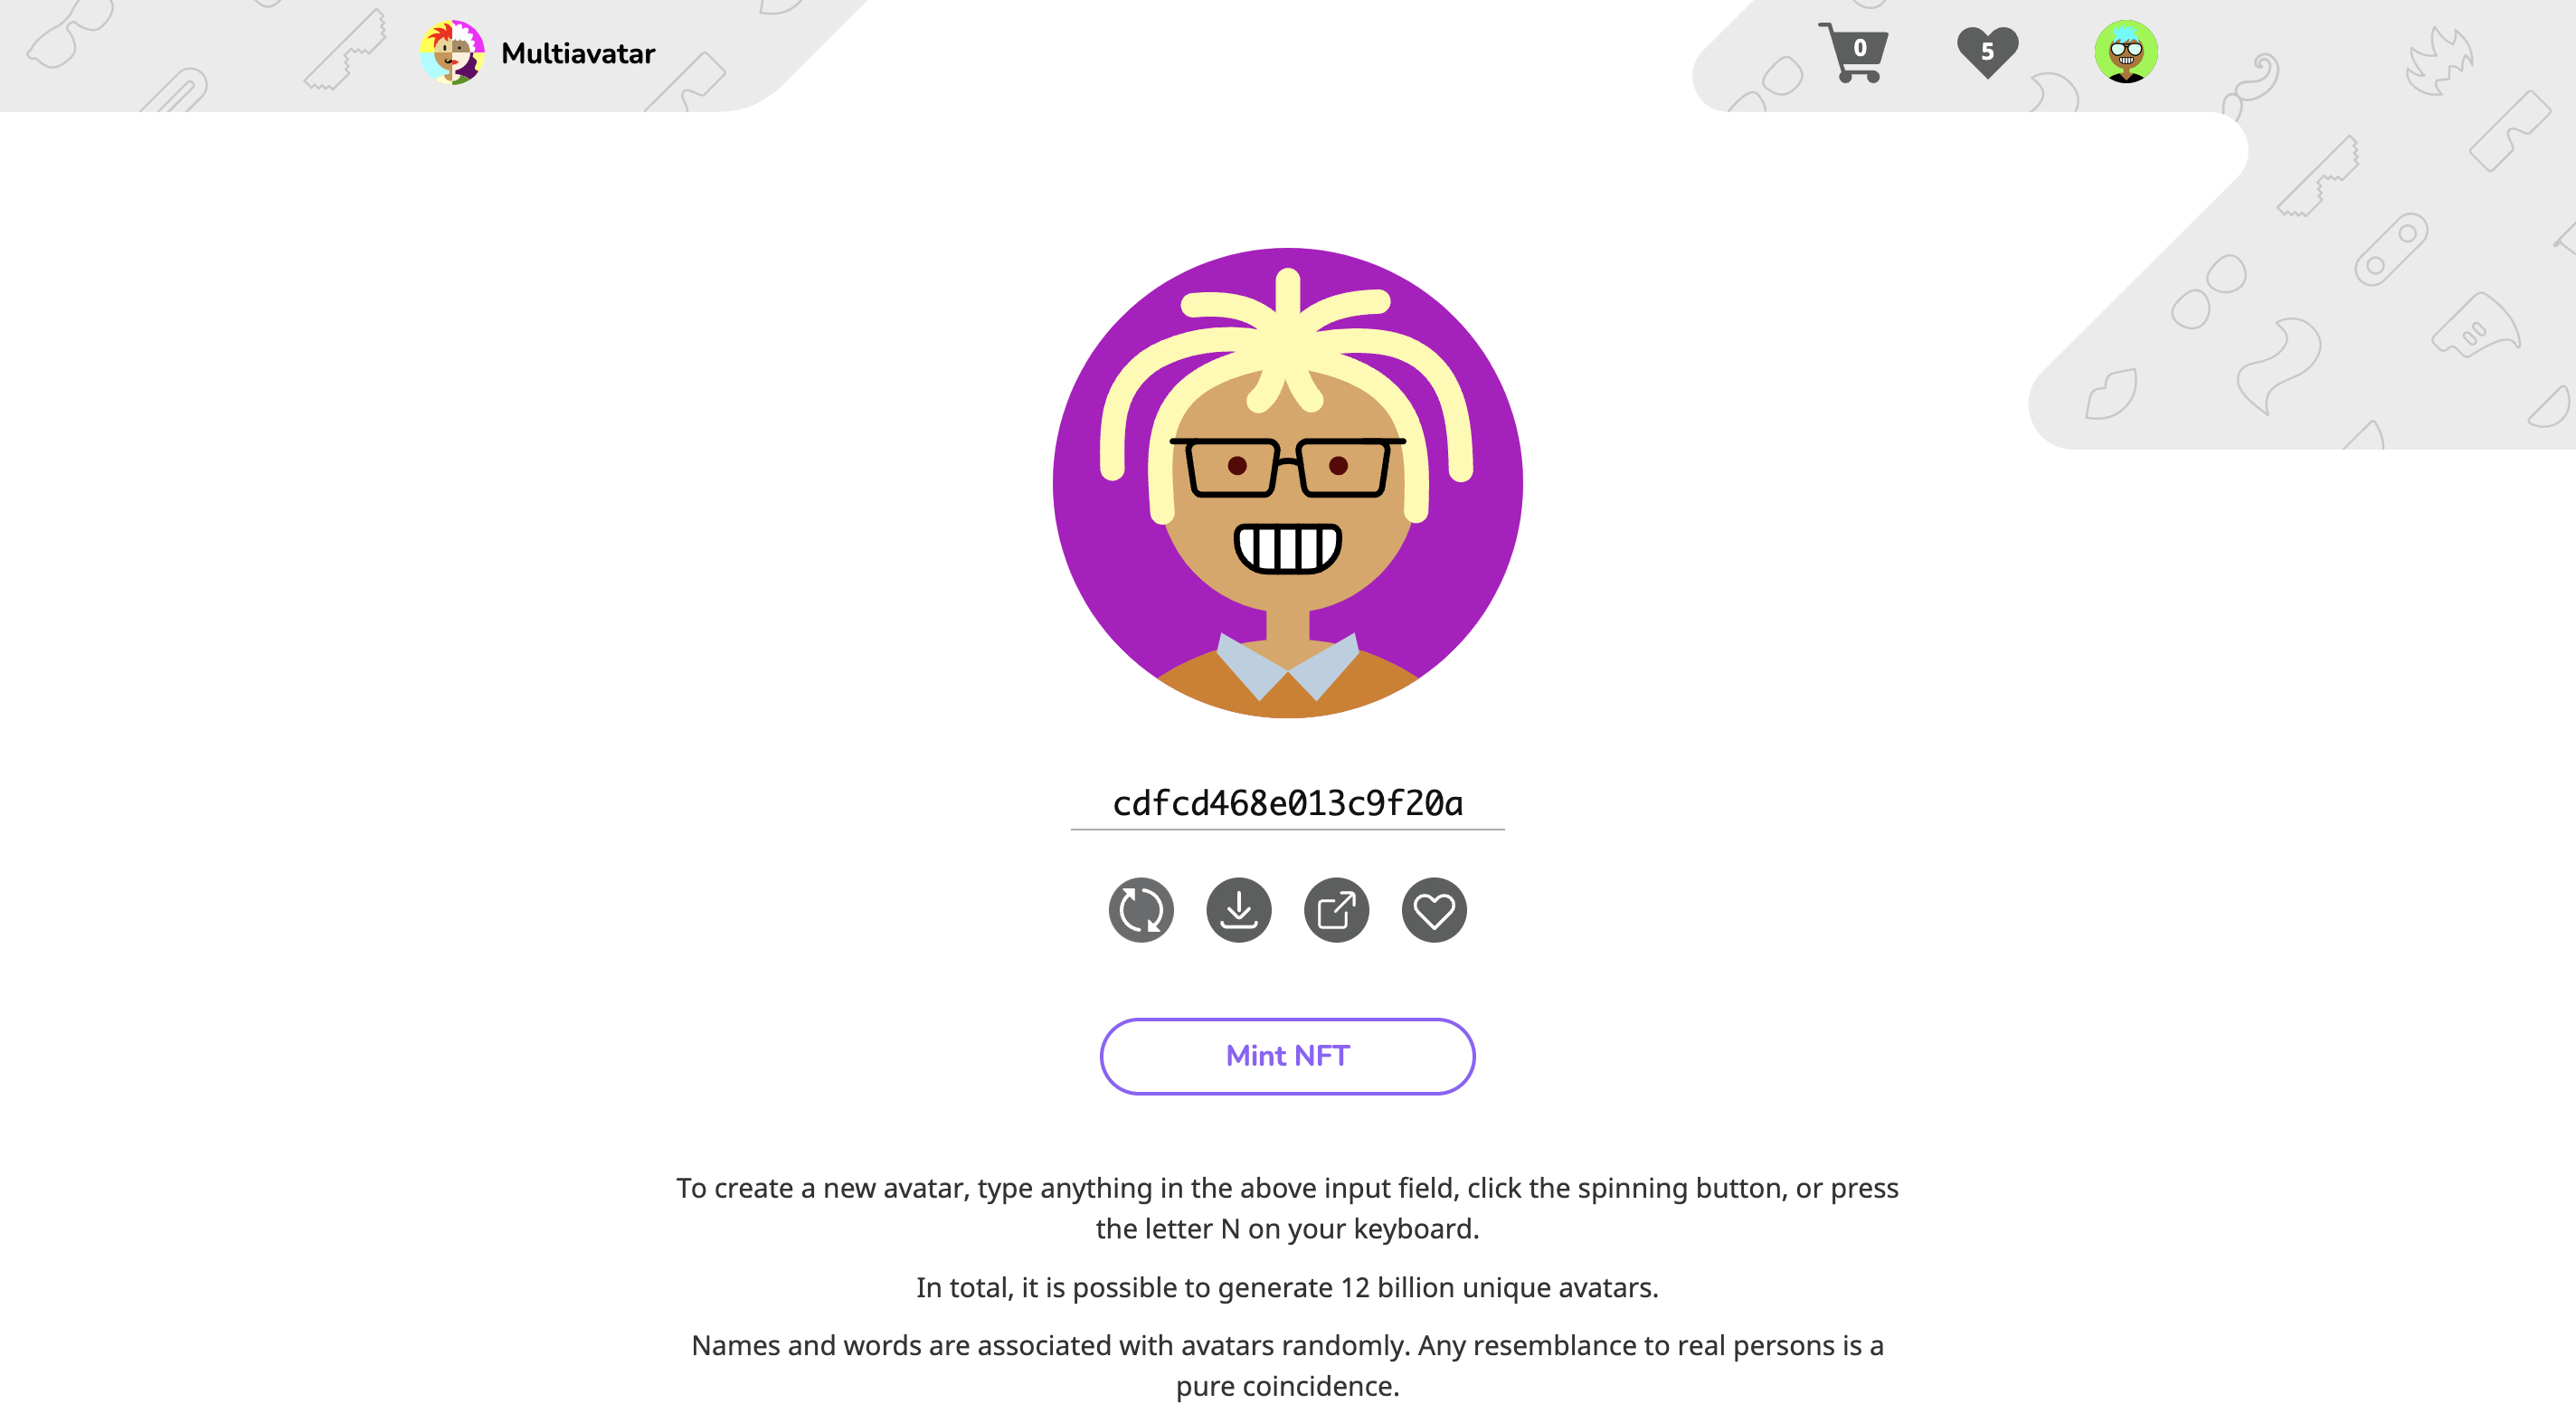 Multiavatar
0
5
cdfcd468e013c9f20a
Mint NFT
To create a new avatar, type anything in the above input field, click the spinning button, or press
the letter N on your keyboard.
In total, it is possible to generate 12 billion unique avatars.
Names and words are associated with avatars randomly. Any resemblance to real persons is a
pure coincidence.